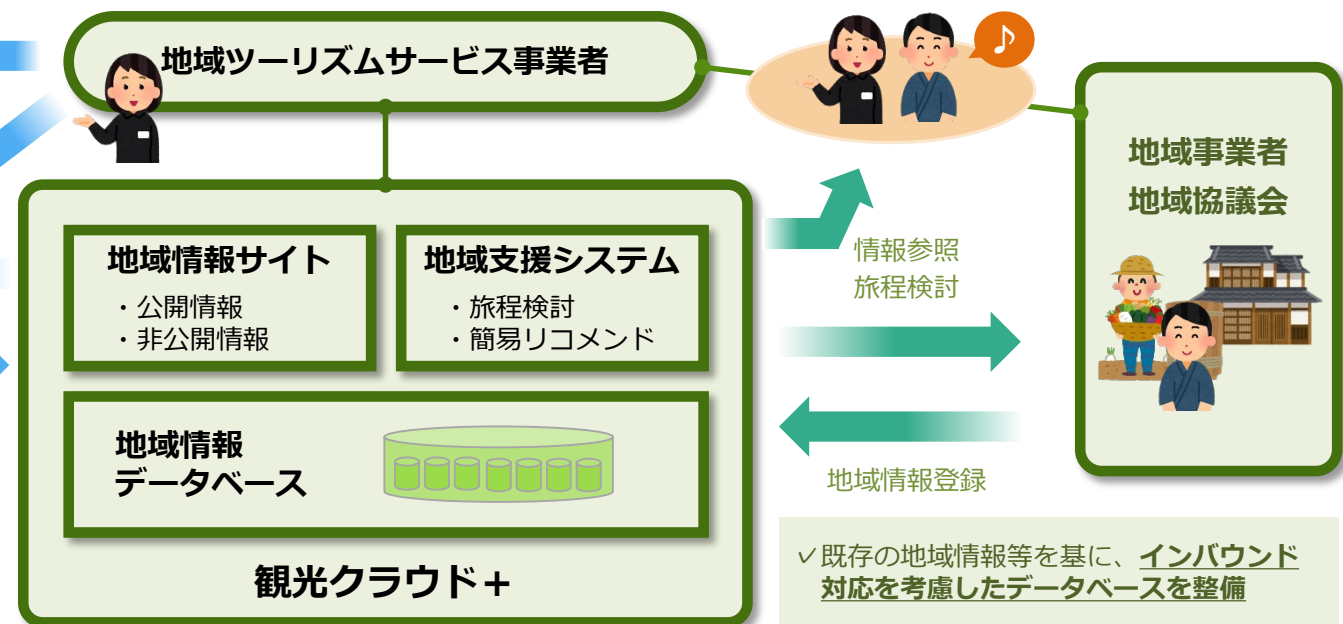 地域ツーリズムサービス事業者
♪
地域事業者
地域協議会
地域情報サイト
・公開情報
・非公開情報
地域支援システム
・旅程検討
・簡易リコメンド
情報参照
旅程検討
地域情報
データベース
地域情報登録
観光クラウド+
✓既存の地域情報等を基に、インバウンド
対応を考慮したデータベースを整備